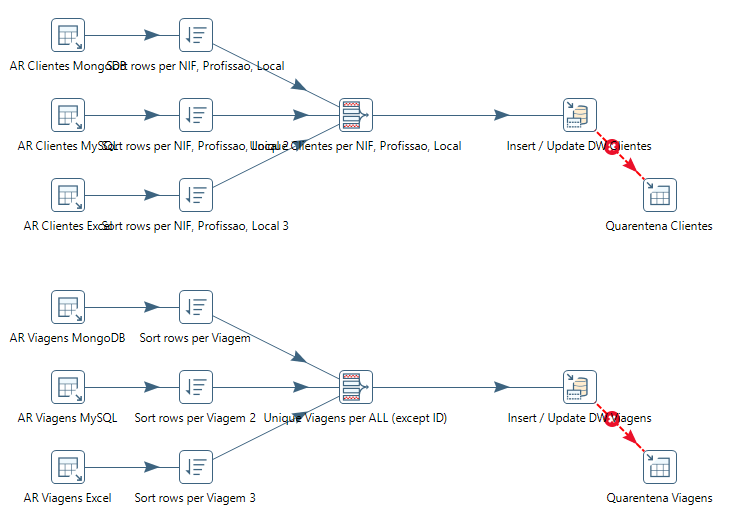 AR Clientes MongoDB
Sort rows per NIF, Profissao, Local
AR Clientes MySQL
Sort rows per NIF, Profissao, Local 2
Unique Clientes per NIF, Profissao, Local
Insert / Update DW Clientes
AR Clientes Excel
Sort rows per NIF, Profissao, Local 3
Quarentena Clientes
AR Viagens MongoDB
Sort rows per Viagem
AR Viagens MySQL
Sort rows per Viagem 2
Unique Viagens per ALL (except ID)
Insert / Update DW Viagens
AR Viagens Excel
Sort rows per Viagem 3
Quarentena Viagens